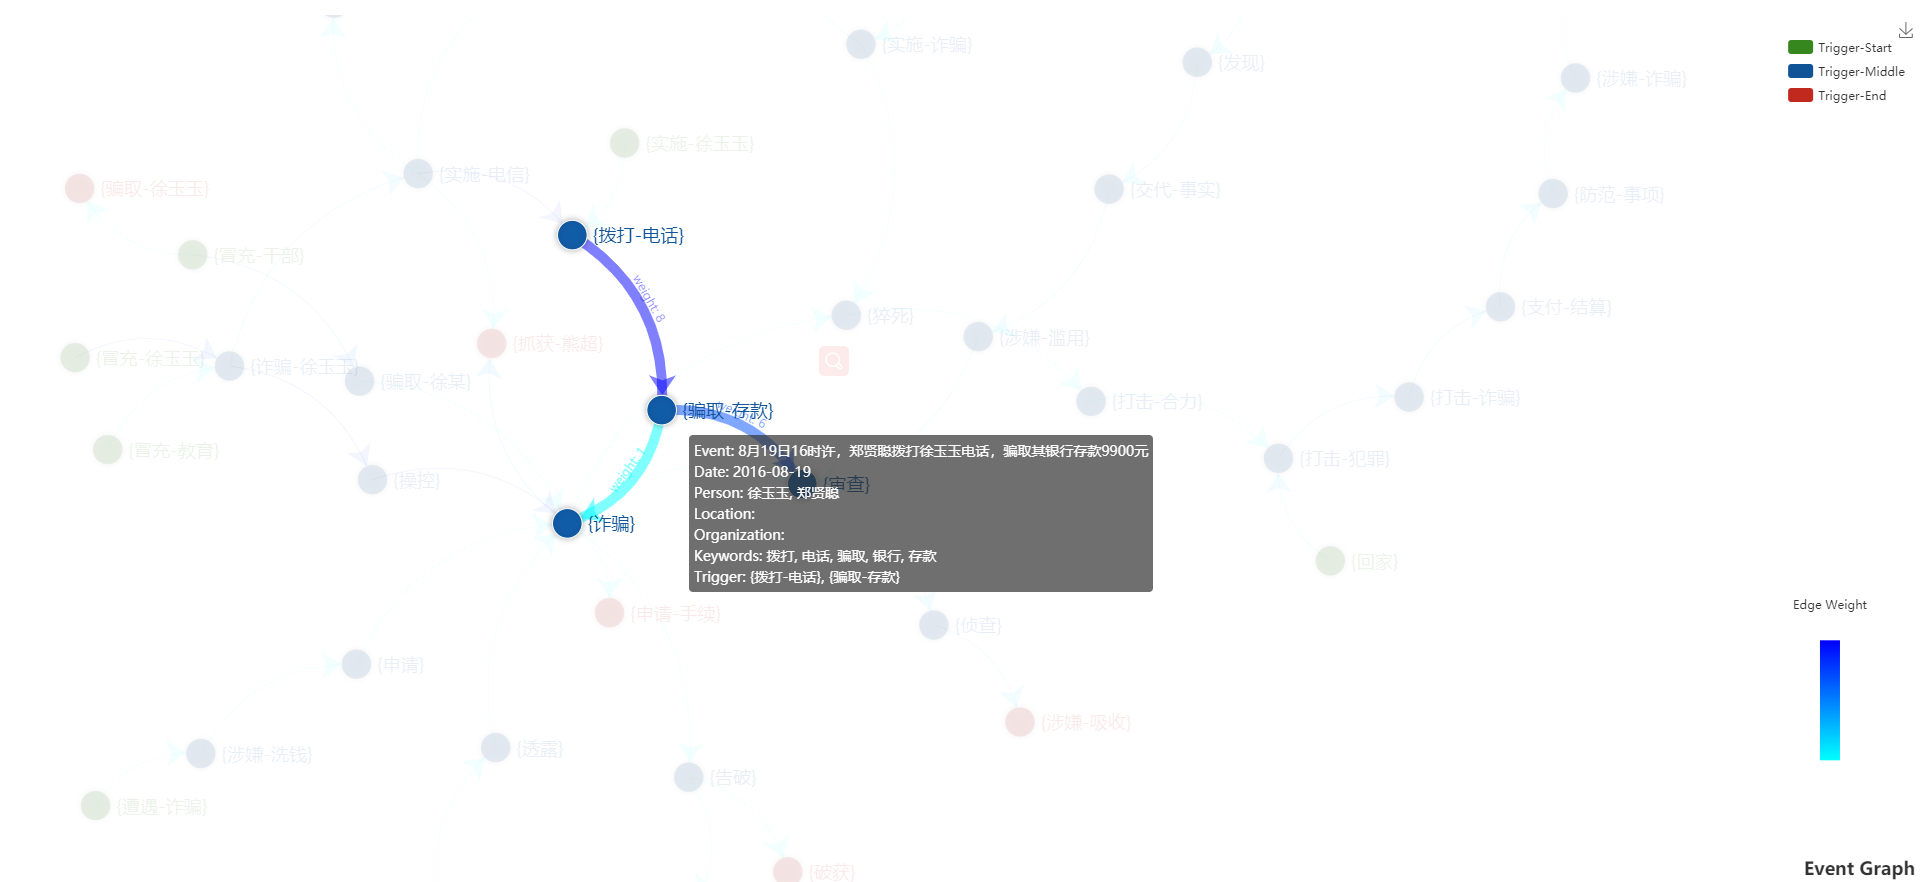 {实施-诈骗}
{发现}
{涉嫌-诈骗}
Trigger-Start
Trigger-Middle
Trigger-End
{实施-徐玉玉}
{实施-电信}
{骗取-徐玉玉}
{交代-事实}
{防范-事项}
{拨打-电话}
{冒充-干部}
weight: 8
{猝死}
{支付-结算}
{涉嫌-滥用}
{抓获-熊超}
{冒充-徐玉玉}
{诈骗-徐玉玉}
{骗取-徐某}
{打击-合力}
{打击-诈骗}
{骗取-存款}
weight: 6
{冒充-教育}
{打击-犯罪}
weight: 1
{操控}
{审查}
{诈骗}
Event: 8月19日16时许，郑贤聪拨打徐玉玉电话，骗取其银行存款9900元
Date: 2016-08-19
Person: 徐玉玉, 郑贤聪
Location:
Organization:
Keywords: 拨打, 电话, 骗取, 银行, 存款
Trigger: {拨打-电话}, {骗取-存款}
{回家}
Edge Weight
{申请-手续}
{侦查}
{申请}
{涉嫌-吸收}
{透露}
{涉嫌-洗钱}
{告破}
{遭遇-诈骗}
{破获}
Event Graph